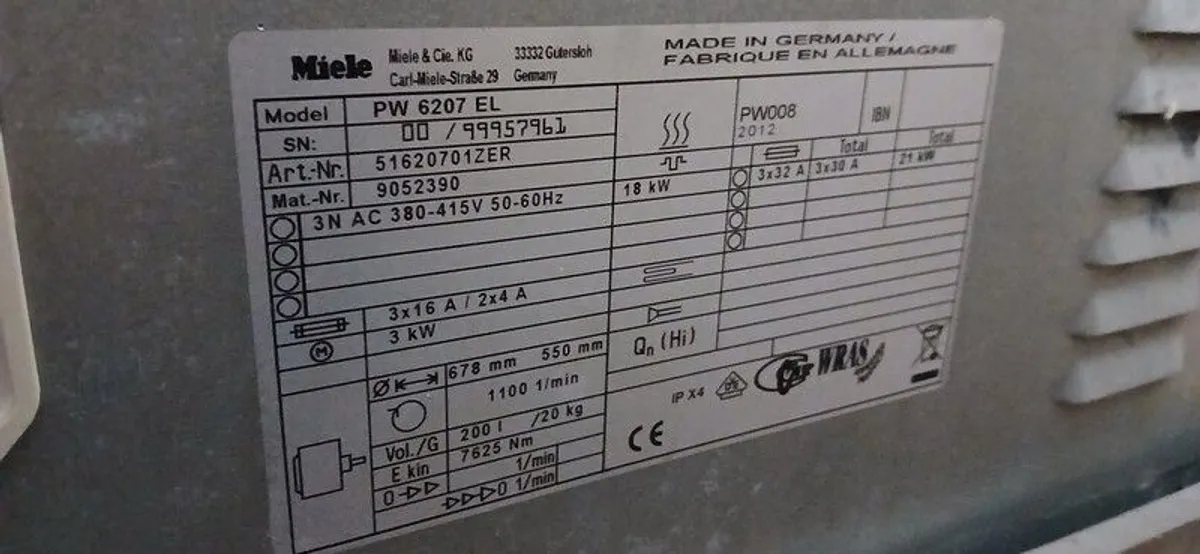 Miele
Miele & Cie. KG 33332 Gutersloh
Carl-Miele-Straße 29 Germany
MADE IN GERMANY /
FABRIQUE EN ALLEMAGNE
Model PW 6207 EL
SN: 00 /99957961
Art.-Nr. 51620701ZER
Mat.-Nr. 9052390
3N AC 380-415V 50-60Hz
3x16 A / 2x4 A
M 3 kW
678 mm 550 mm
1100 1/min
Vol./G 200 l /20 kg
E kin 7625 Nm
0 1/min
0 1/min
18 kW
Qn (Hi)
PW008 IBN
2012
Total Total
3x32 A 3x30 A 21 kW
IP X4
WRAS
CE